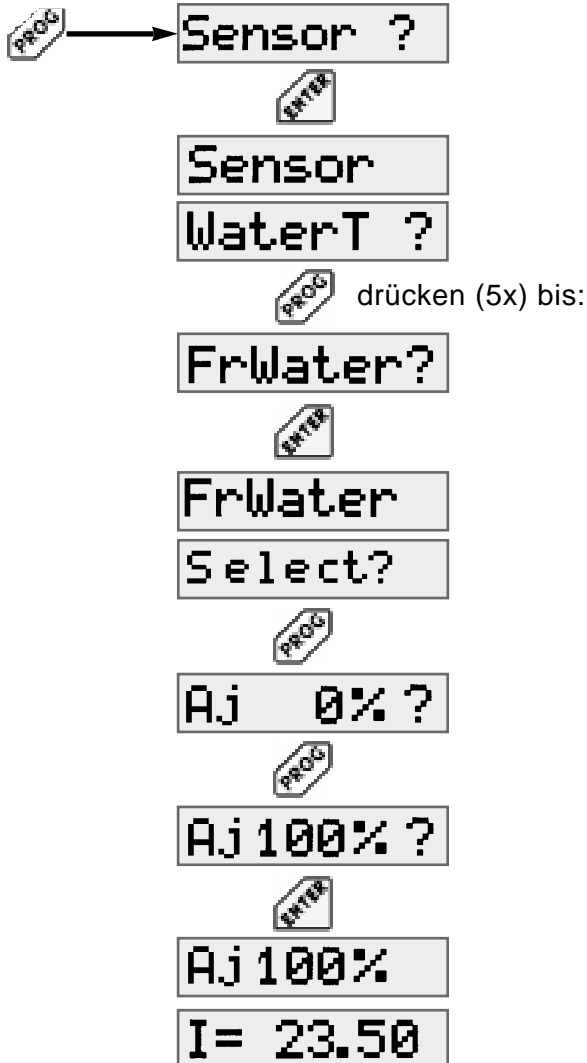 PROG Sensor ?
ENTER
Sensor
WaterT ?
PROG drücken (5x) bis:
FrWater?
ENTER
FrWater
Select?
PROG
Aj 0% ?
PROG
Aj 100% ?
ENTER
Aj 100%
I= 23.50